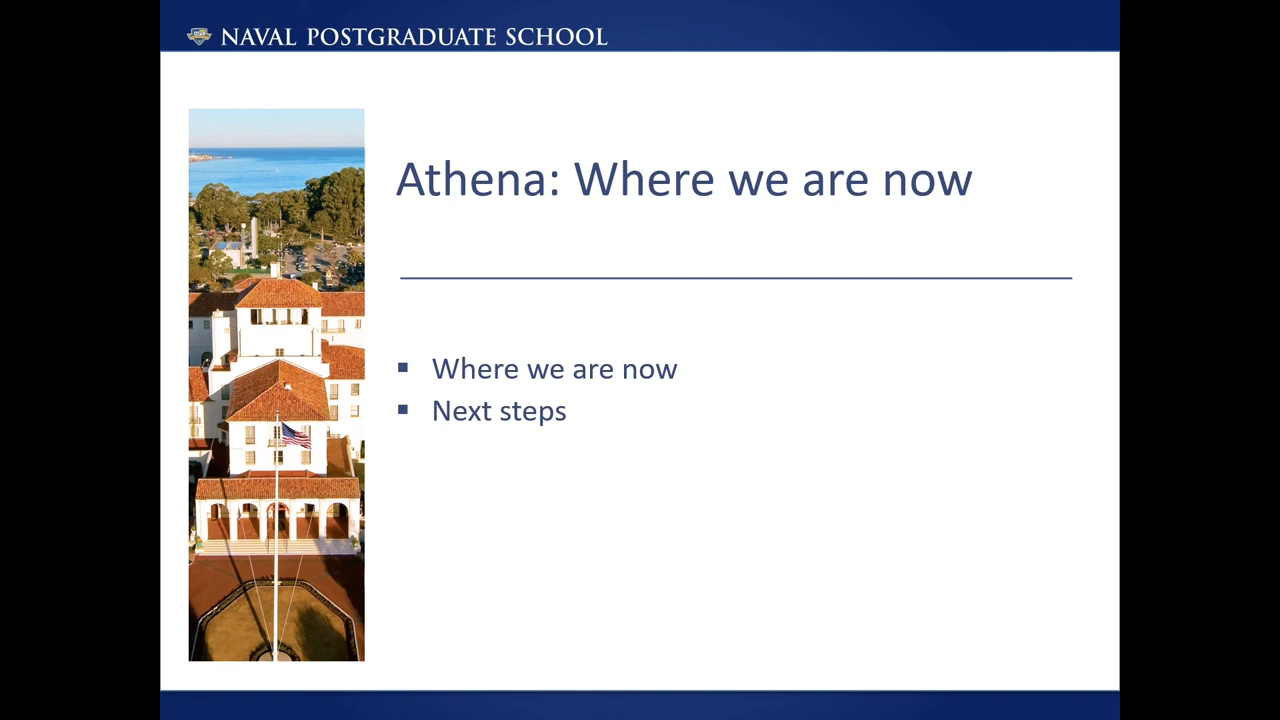 NAVAL POSTGRADUATE SCHOOL
Athena: Where we are now
▪ Where we are now
▪ Next steps